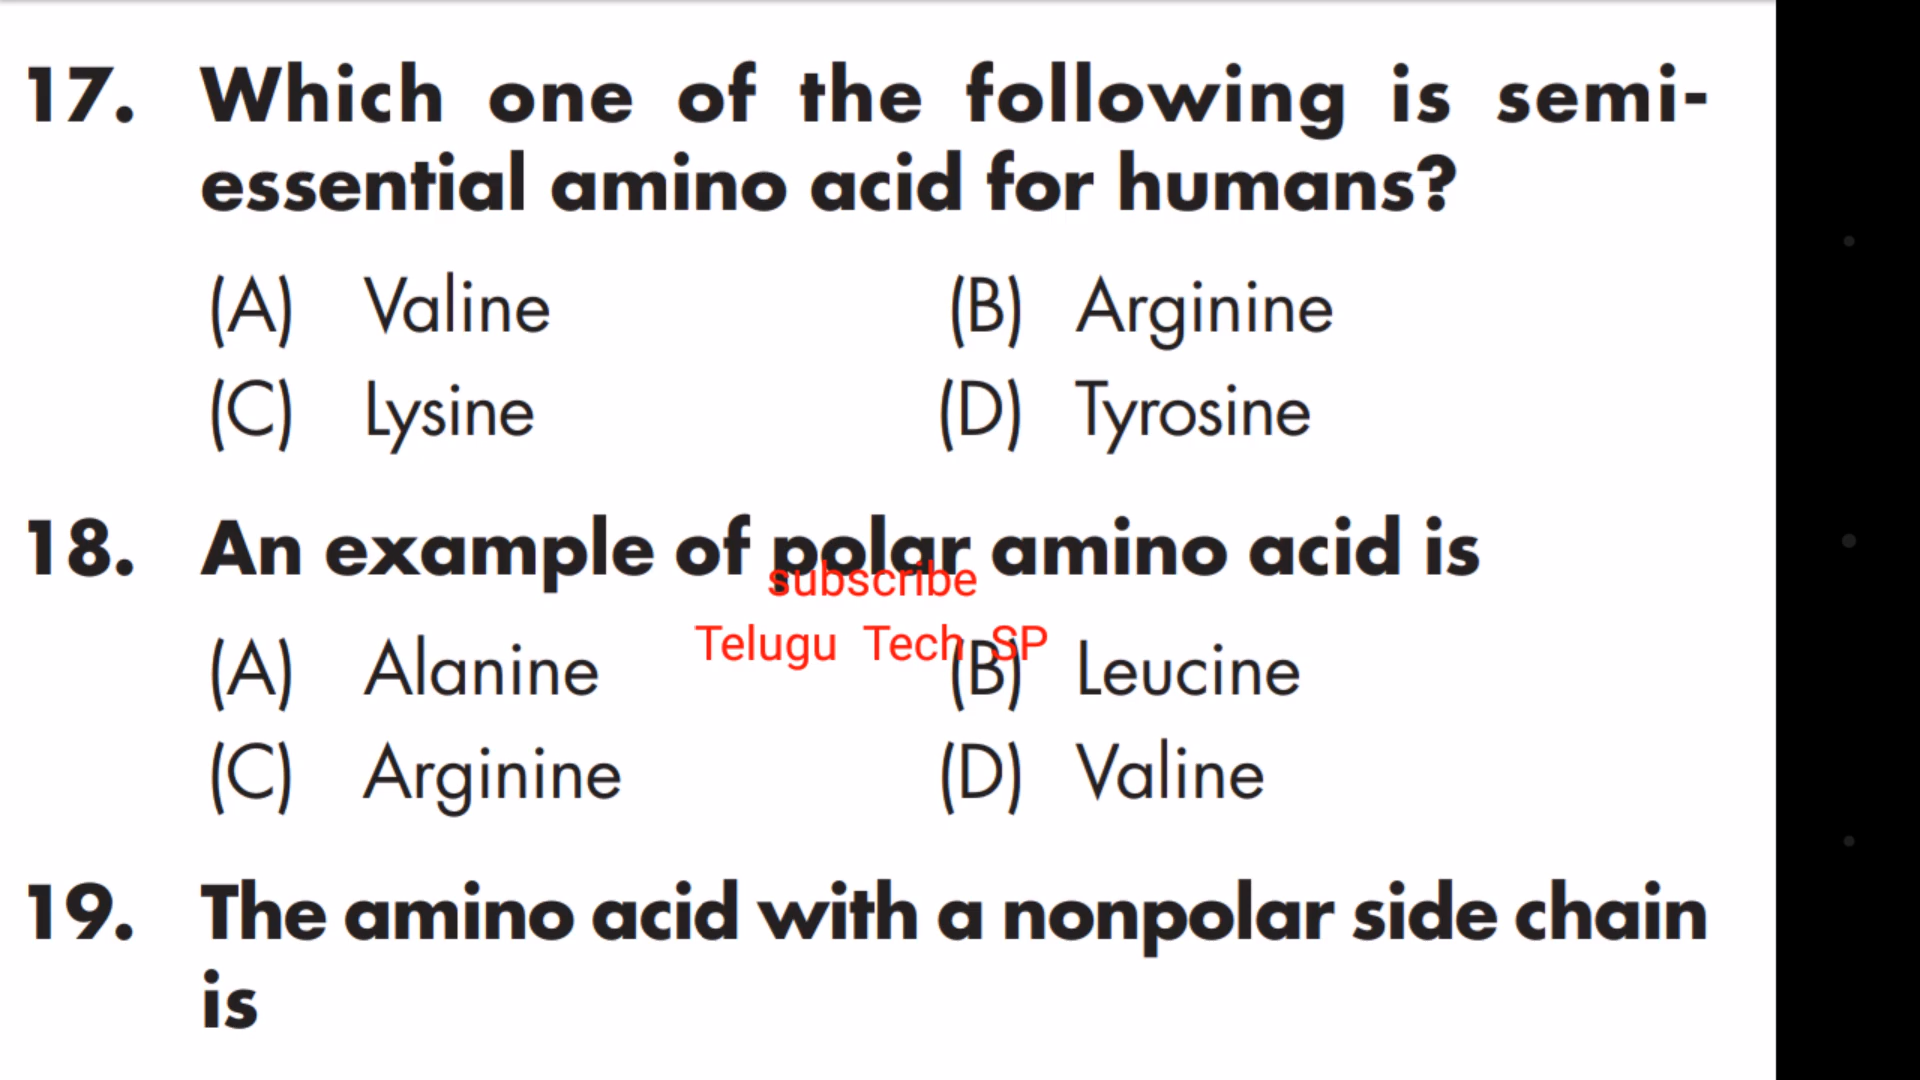 17. Which one of the following is semi-
essential amino acid for humans?
(A) Valine (B) Arginine
(C) Lysine (D) Tyrosine
18. An example of polar amino acid is
subscribe
Telugu Tech SP
(A) Alanine (B) Leucine
(C) Arginine (D) Valine
19. The amino acid with a nonpolar side chain
is